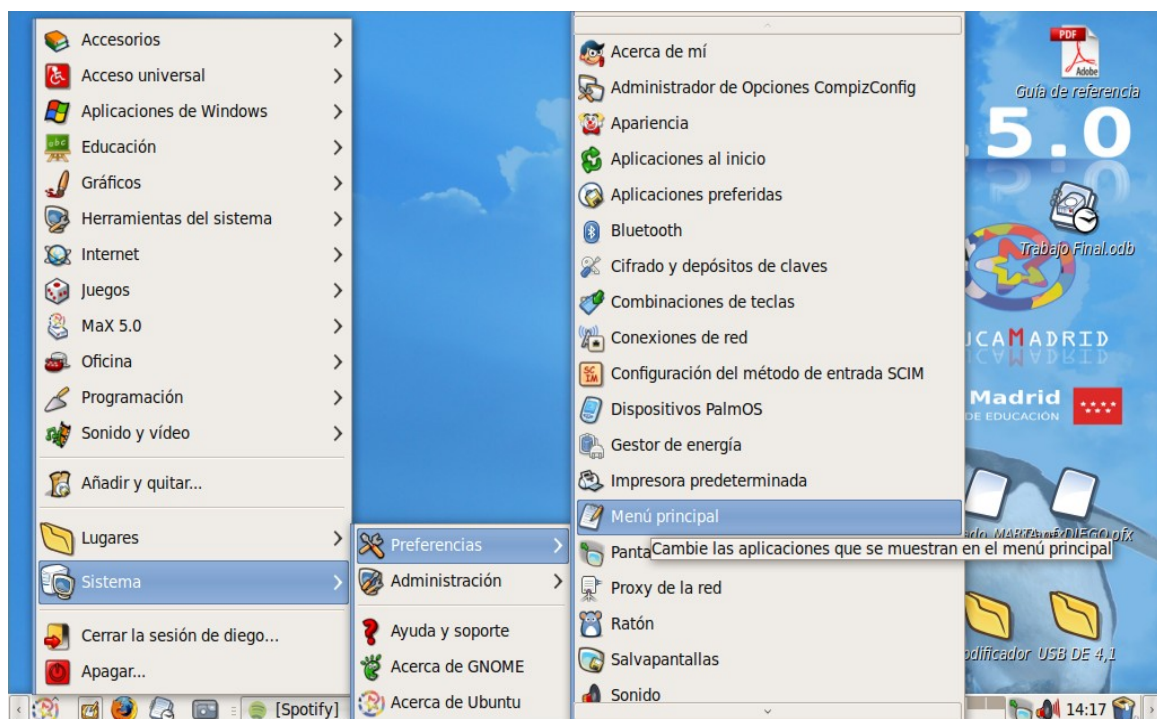 Accesorios
Acceso universal
Aplicaciones de Windows
Educación
Gráficos
Herramientas del sistema
Internet
Juegos
MaX 5.0
Oficina
Programación
Sonido y vídeo
Añadir y quitar...
Lugares
Sistema
Cerrar la sesión de diego...
Apagar...
Preferencias
Administración
Ayuda y soporte
Acerca de GNOME
Acerca de Ubuntu
Acerca de mí
Administrador de Opciones CompizConfig
Apariencia
Aplicaciones al inicio
Aplicaciones preferidas
Bluetooth
Cifrado y depósitos de claves
Combinaciones de teclas
Conexiones de red
Configuración del método de entrada SCIM
Dispositivos PalmOS
Gestor de energía
Impresora predeterminada
Menú principal
Cambie las aplicaciones que se muestran en el menú principal
Proxy de la red
Ratón
Salvapantallas
Sonido
PDF
Adobe
Guía de referencia
5.0
Trabajo Final.odb
UCAMADRID
Madrid
DE EDUCACIÓN
USB DE 4,1
[Spotify]
14:17